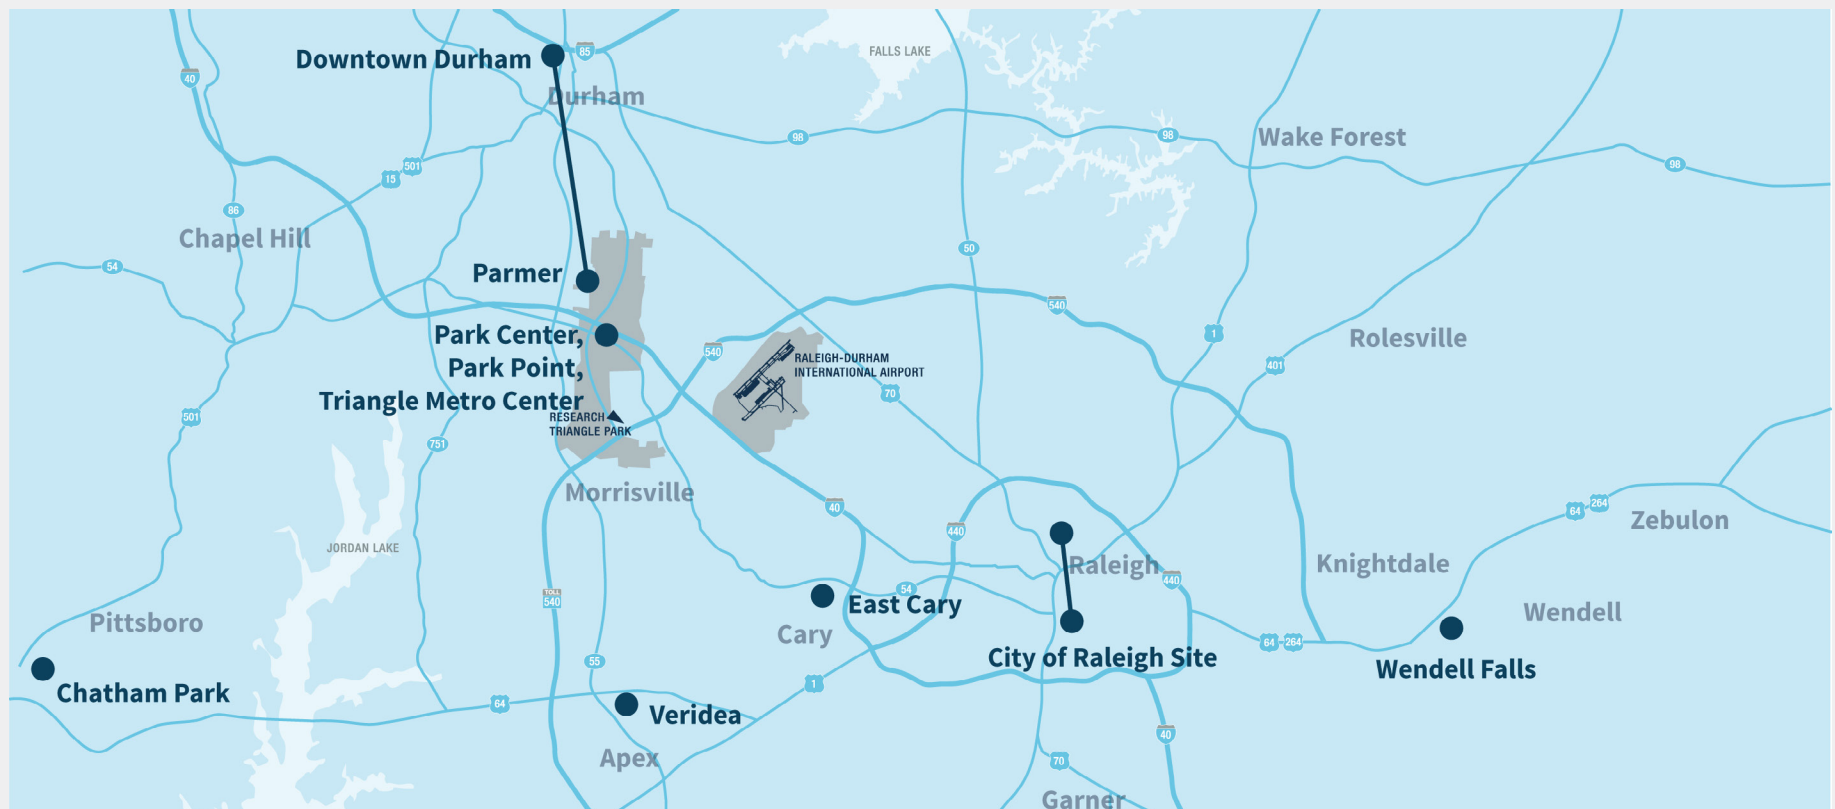 FALLS LAKE
85
Downtown Durham
40
Durham
98
98
Wake Forest
98
501
15
86
Chapel Hill
50
54
Parmer
540
1
Rolesville
Park Center,
Park Point,
Triangle Metro Center
540
RALEIGH-DURHAM
INTERNATIONAL AIRPORT
401
70
RESEARCH
TRIANGLE PARK
501
751
Morrisville
40
440
64
264
Zebulon
JORDAN LAKE
Raleigh
Knightdale
440
TOLL
540
54
East Cary
Pittsboro
Cary
Wendell
64
264
City of Raleigh Site
Wendell Falls
55
Chatham Park
1
64
Veridea
40
Apex
70
Garner